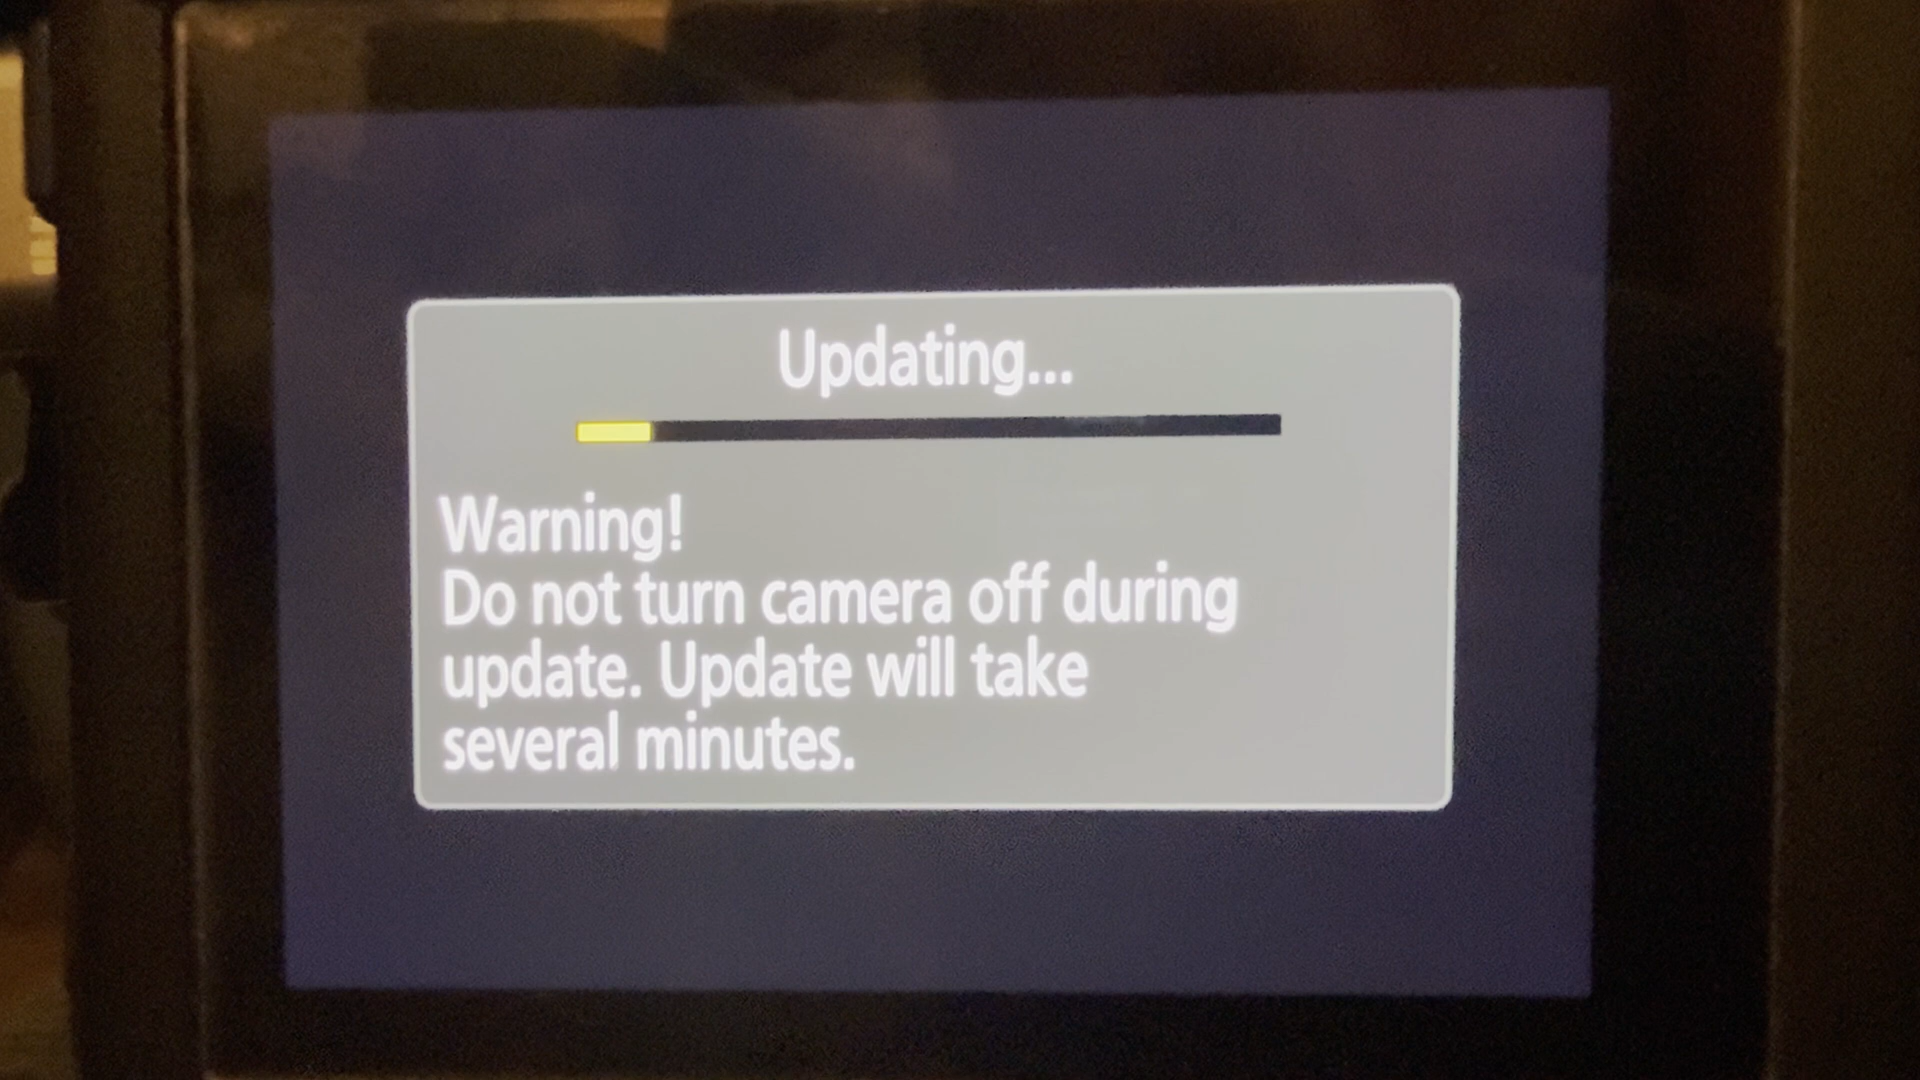 Updating...
Warning!
Do not turn camera off during
update. Update will take
several minutes.